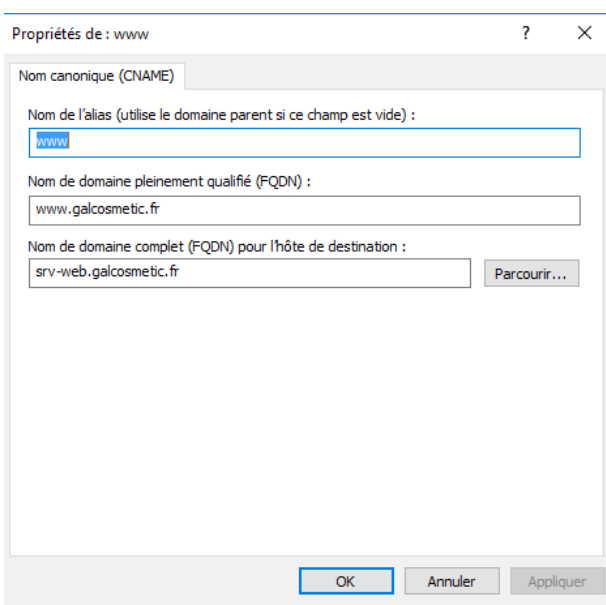 Propriétés de : www
?
Nom canonique (CNAME)
Nom de l'alias (utilise le domaine parent si ce champ est vide) :
www
Nom de domaine pleinement qualifié (FQDN) :
www.galcosmetic.fr
Nom de domaine complet (FQDN) pour l'hôte de destination :
srv-web.galcosmetic.fr
Parcourir...
OK
Annuler
Appliquer